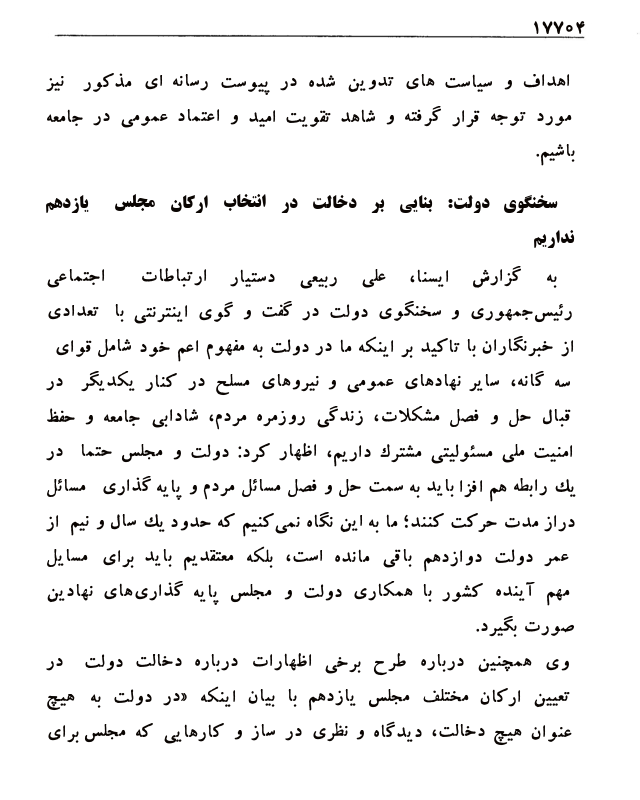 ۱۷۷۰۴
اهداف و سیاست های تدوین شده در پیوست رسانه ای مذکور نیز
مورد توجه قرار گرفته و شاهد تقویت امید و اعتماد عمومی در جامعه
باشیم.
سخنگوی دولت: بنایی بر دخالت در انتخاب ارکان مجلس یازدهم
نداریم
به گزارش ایسنا، علی ربیعی دستیار ارتباطات اجتماعی
رئیس‌جمهوری و سخنگوی دولت در گفت و گوی اینترنتی با تعدادی
از خبرنگاران با تاکید بر اینکه ما در دولت به مفهوم اعم خود شامل قوای
سه گانه، سایر نهادهای عمومی و نیروهای مسلح در کنار یکدیگر در
قبال حل و فصل مشکلات، زندگی روزمره مردم، شادابی جامعه و حفظ
امنیت ملی مسئولیتی مشترك داریم، اظهار کرد: دولت و مجلس حتما در
یك رابطه هم افزا باید به سمت حل و فصل مسائل مردم و پایه گذاری مسائل
دراز مدت حرکت کنند؛ ما به این نگاه نمی‌کنیم که حدود یك سال و نیم از
عمر دولت دوازدهم باقی مانده است، بلکه معتقدیم باید برای مسایل
مهم آینده کشور با همکاری دولت و مجلس پایه گذاری‌های نهادین
صورت بگیرد.
وی همچنین درباره طرح برخی اظهارات درباره دخالت دولت در
تعیین ارکان مختلف مجلس یازدهم با بیان اینکه «در دولت به هیچ
عنوان هیچ دخالت، دیدگاه و نظری در ساز و کارهایی که مجلس برای